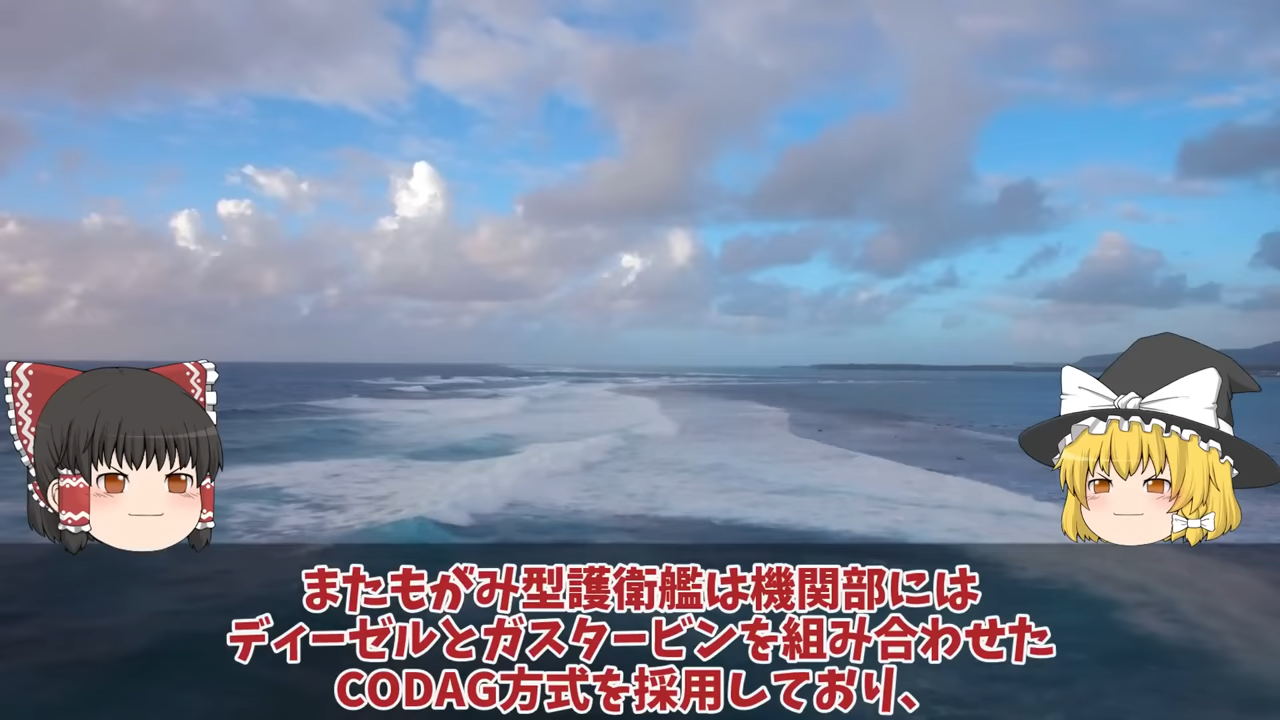 またもがみ型護衛艦は機関部には
ディーゼルとガスタービンを組み合わせた
CODAG方式を採用しており、